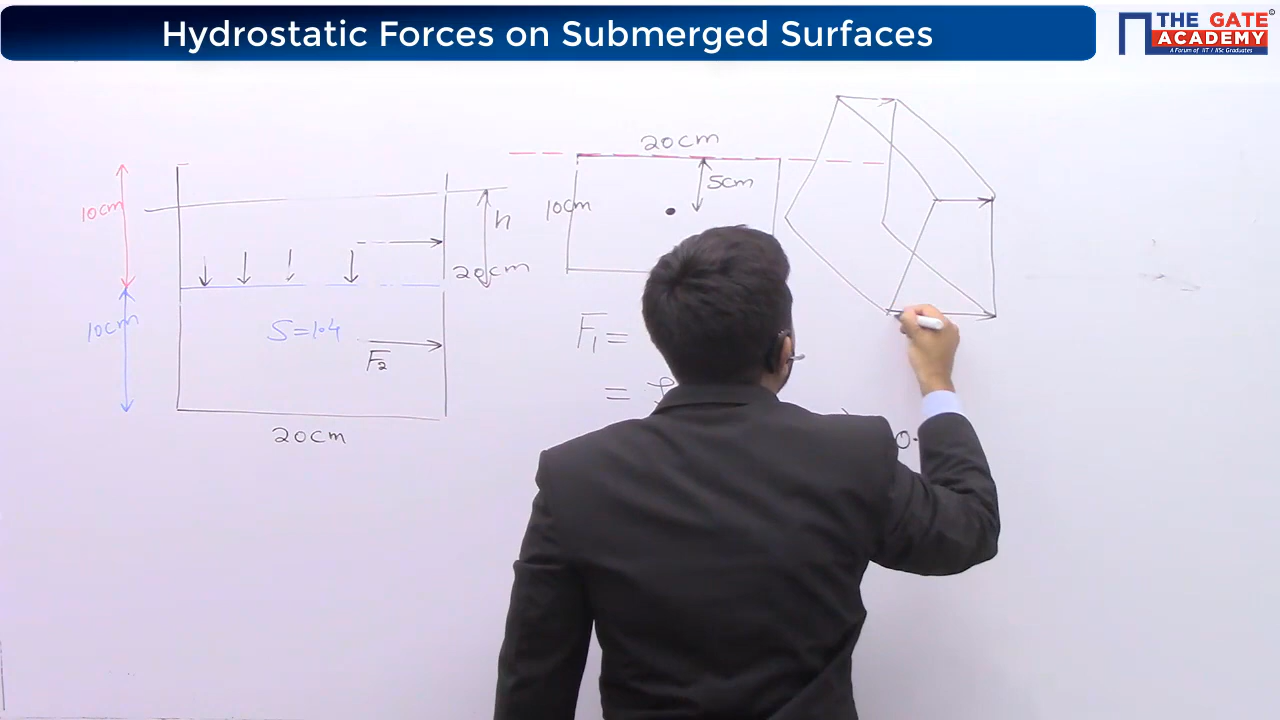 Hydrostatic Forces on Submerged Surfaces
THE GATE ACADEMY
©
A Forum of IIT / IISc Graduates
10cm
10cm
S=1.4
F₂
20cm
h
20cm
20cm
10cm
5cm
F₁=
=
0.